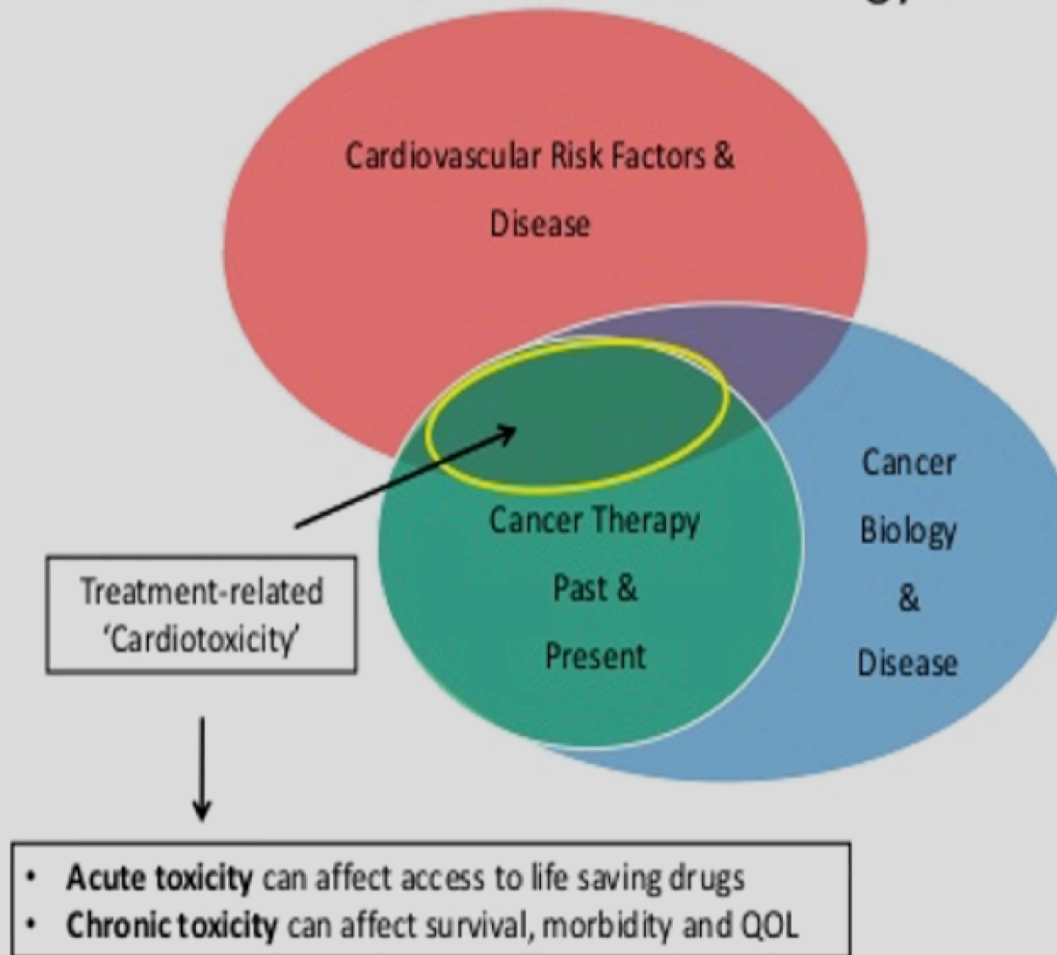 Cardiovascular Risk Factors &
Disease
Cancer
Biology
&
Disease
Cancer Therapy
Past &
Present
Treatment-related
‘Cardiotoxicity’
• Acute toxicity can affect access to life saving drugs
• Chronic toxicity can affect survival, morbidity and QOL